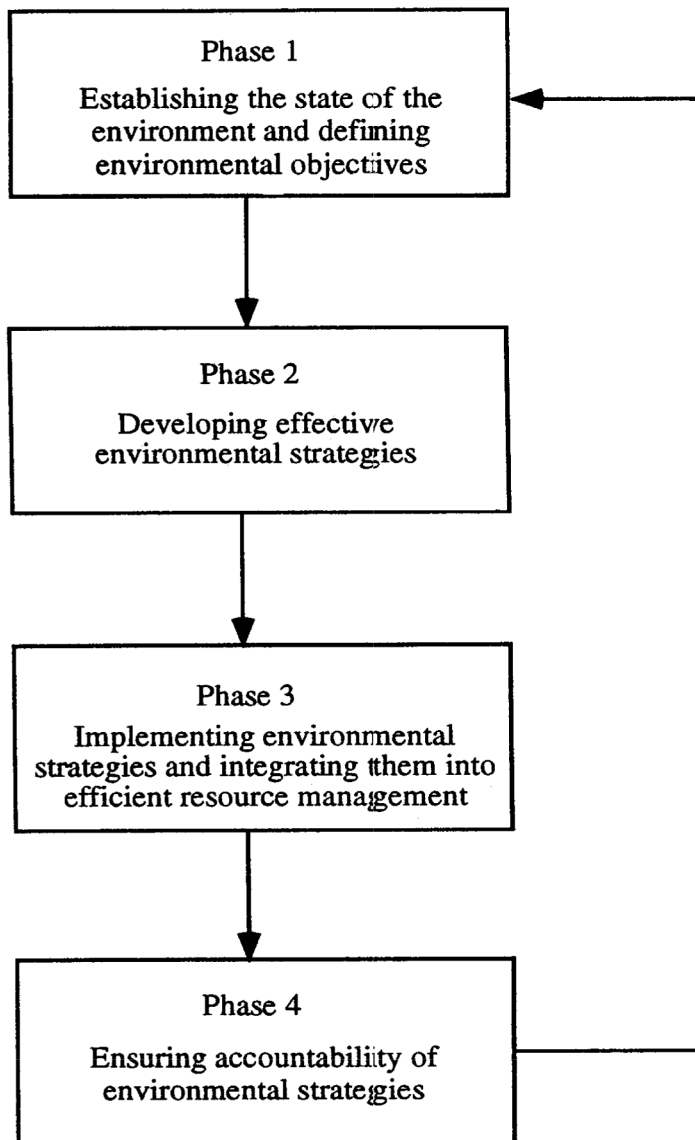 Phase 1
Establishing the state of the
environment and defining
environmental objectives
Phase 2
Developing effective
environmental strategies
Phase 3
Implementing environmental
strategies and integrating them into
efficient resource management
Phase 4
Ensuring accountability of
environmental strategies